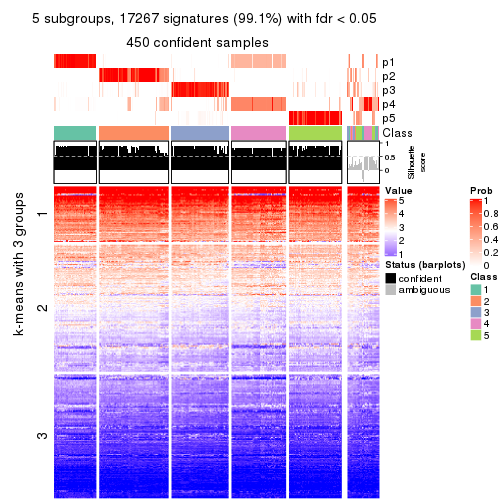 5 subgroups, 17267 signatures (99.1%) with fdr < 0.05
450 confident samples
p1
p2
p3
p4
p5
Class
1
0.5
0
Silhouette
score
k-means with 3 groups
1
2
3
Value
5
4
3
2
1
Status (barplots)
confident
ambiguous
Prob
1
0.8
0.6
0.4
0.2
0
Class
1
2
3
4
5